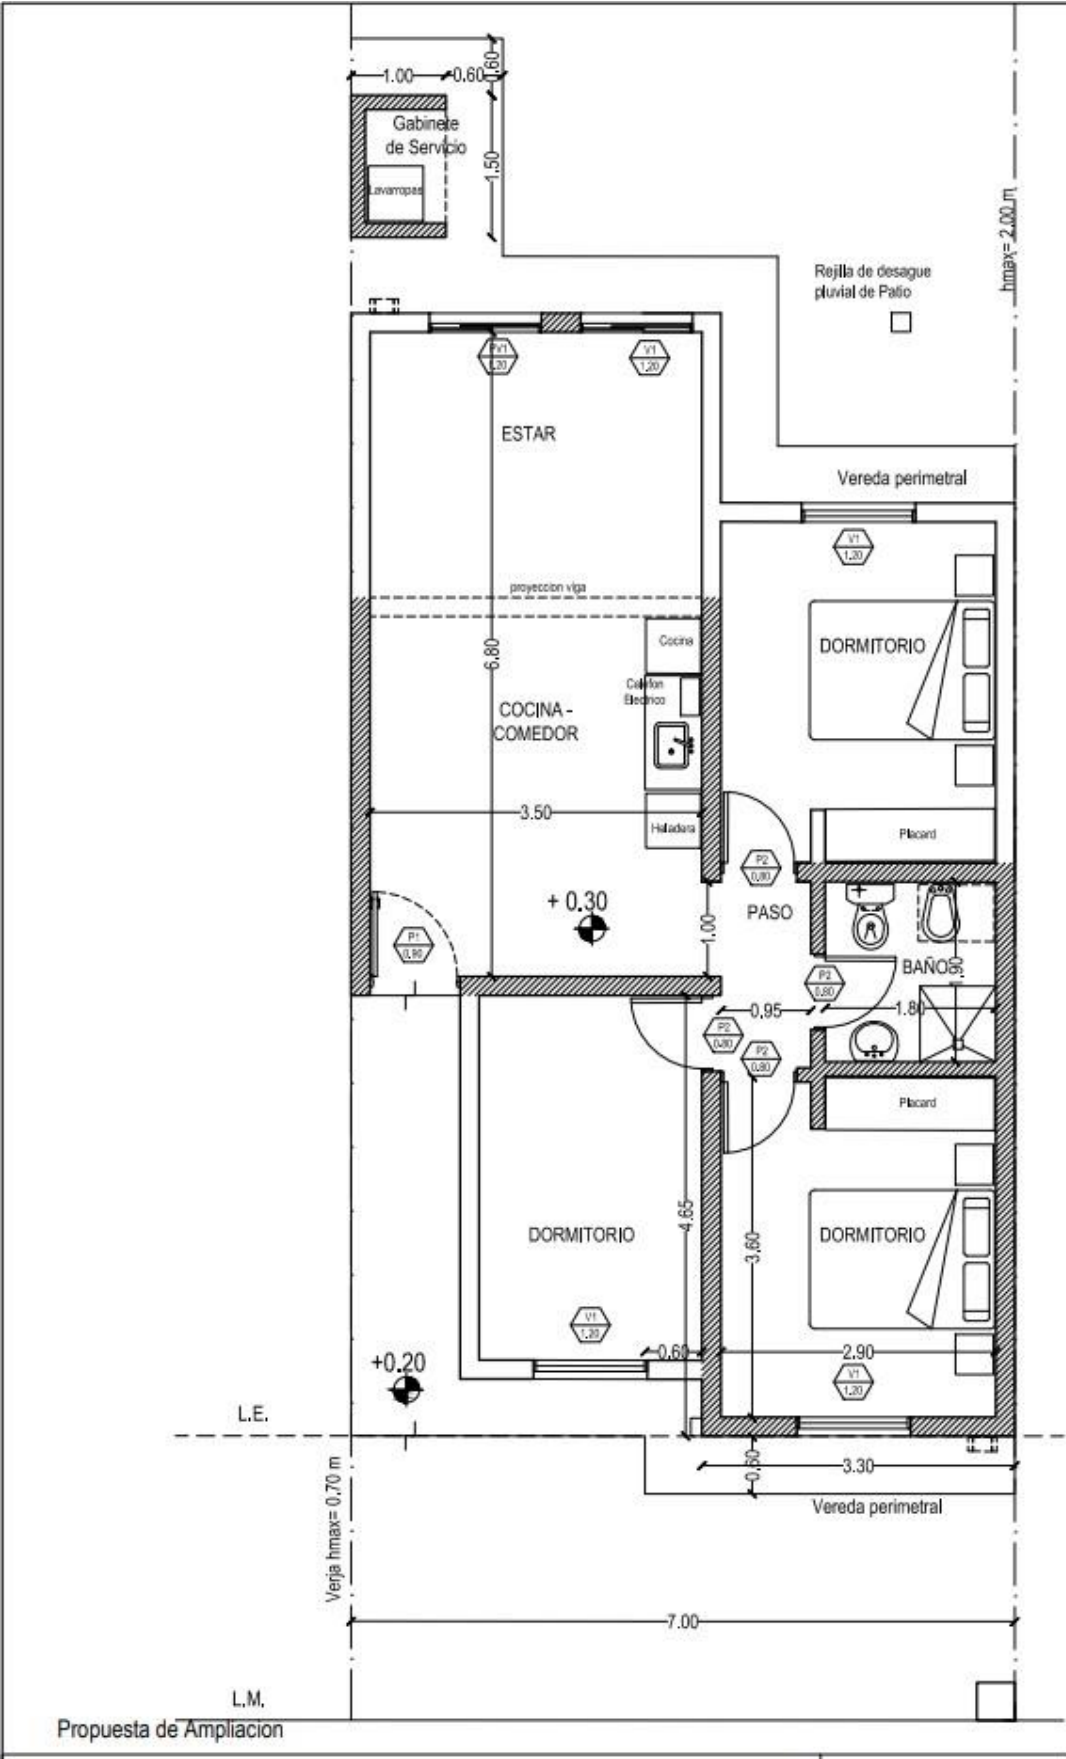 1.00
0.60
0.60
Gabinete
de Servicio
1.50
Lavarropas
hmax= 2.00 m
Rejilla de desague
pluvial de Patio
PV1
1.20
V1
1.20
ESTAR
Vereda perimetral
V1
1.20
proyeccion viga
Cocina
6.80
DORMITORIO
Calefon
Electrico
COCINA -
COMEDOR
3.50
Heladera
Placard
P2
0.80
+ 0.30
PASO
1.00
P1
0.90
BAÑO
1.90
P2
0.80
0.95
1.80
P2
0.80
P2
0.80
Placard
4.65
DORMITORIO
3.60
DORMITORIO
V1
1.20
0.60
2.90
+0.20
V1
1.20
L.E.
0.60
3.30
Vereda perimetral
Verja hmax= 0.70 m
7.00
L.M.
Propuesta de Ampliacion